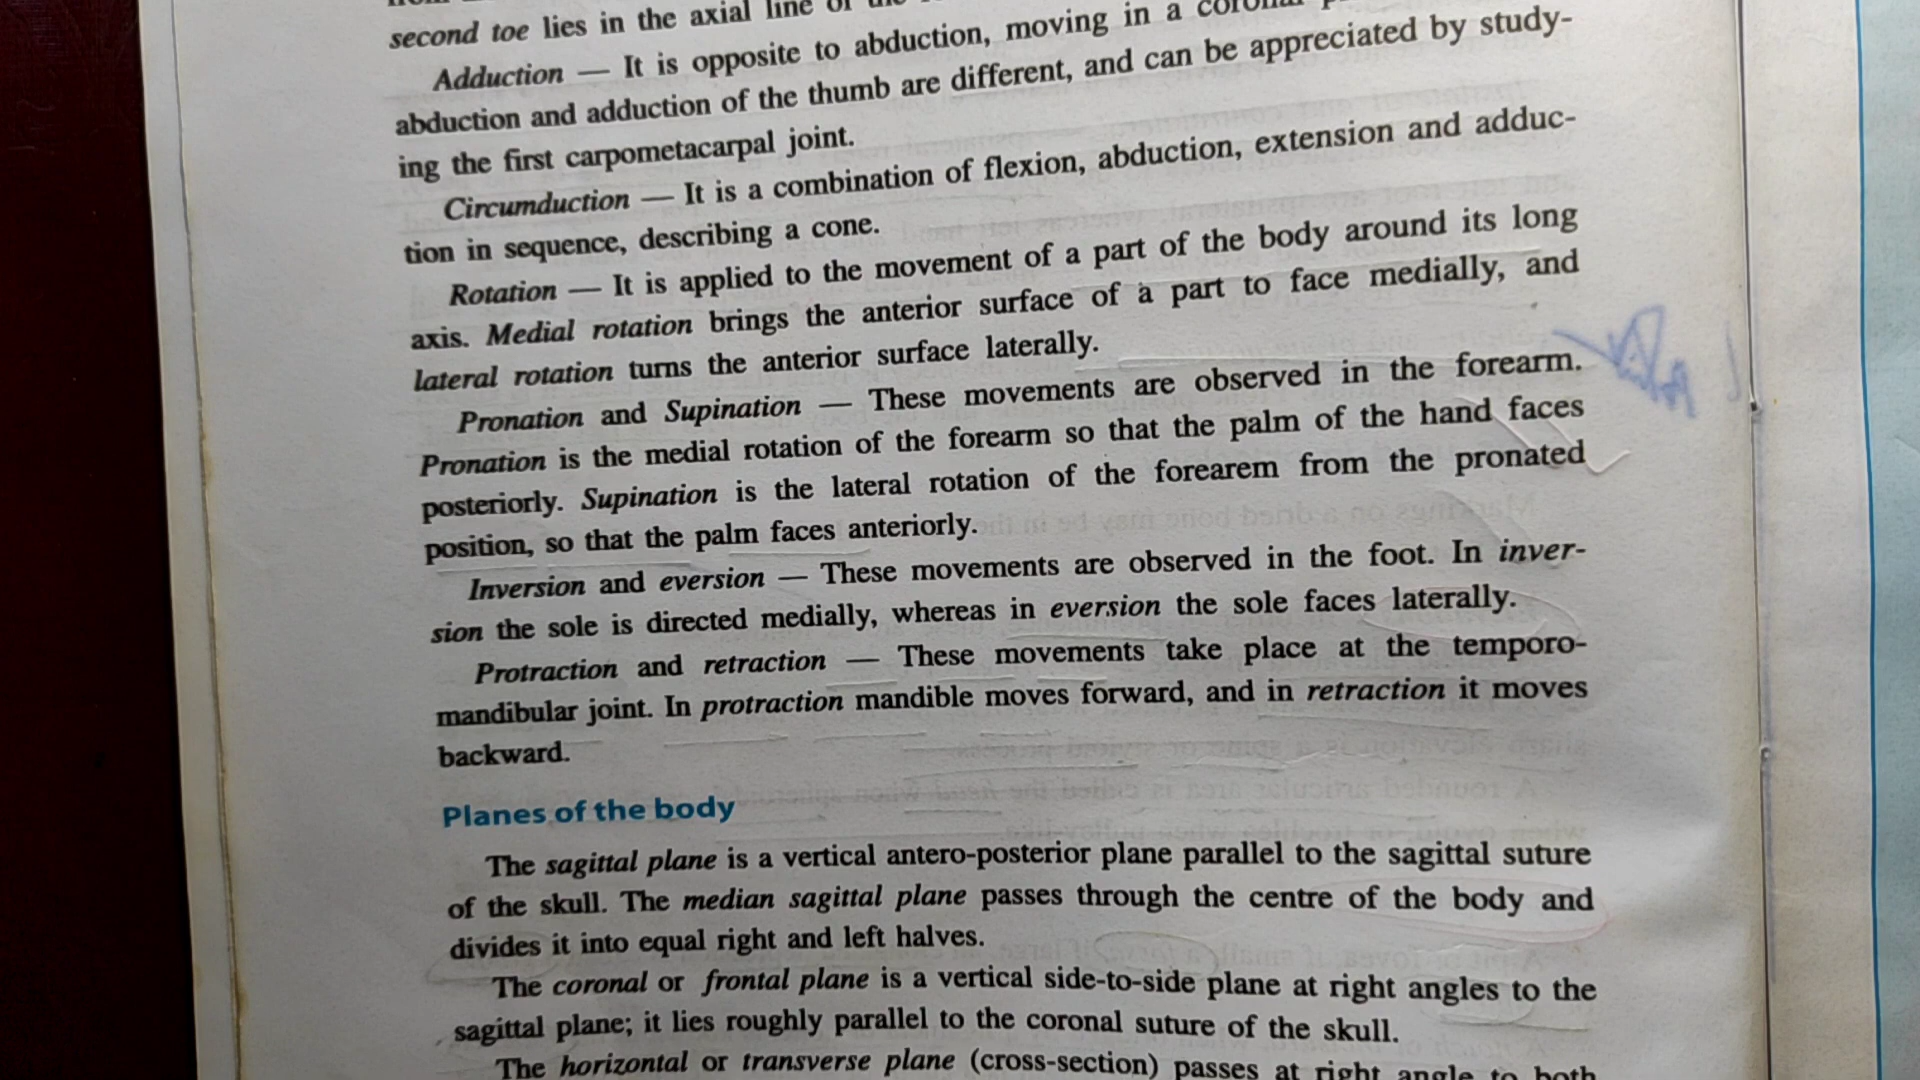 second toe lies in the axial line of the
Adduction — It is opposite to abduction, moving in a coronal
abduction and adduction of the thumb are different, and can be appreciated by study-
ing the first carpometacarpal joint.
Circumduction — It is a combination of flexion, abduction, extension and adduc-
tion in sequence, describing a cone.
Rotation — It is applied to the movement of a part of the body around its long
axis. Medial rotation brings the anterior surface of a part to face medially, and
lateral rotation turns the anterior surface laterally.
Pronation and Supination — These movements are observed in the forearm.
Pronation is the medial rotation of the forearm so that the palm of the hand faces
posteriorly. Supination is the lateral rotation of the forearem from the pronated
position, so that the palm faces anteriorly.
Inversion and eversion — These movements are observed in the foot. In inver-
sion the sole is directed medially, whereas in eversion the sole faces laterally.
Protraction and retraction — These movements take place at the temporo-
mandibular joint. In protraction mandible moves forward, and in retraction it moves
backward.
Planes of the body
The sagittal plane is a vertical antero-posterior plane parallel to the sagittal suture
of the skull. The median sagittal plane passes through the centre of the body and
divides it into equal right and left halves.
The coronal or frontal plane is a vertical side-to-side plane at right angles to the
sagittal plane; it lies roughly parallel to the coronal suture of the skull.
The horizontal or transverse plane (cross-section) passes at right angle to both